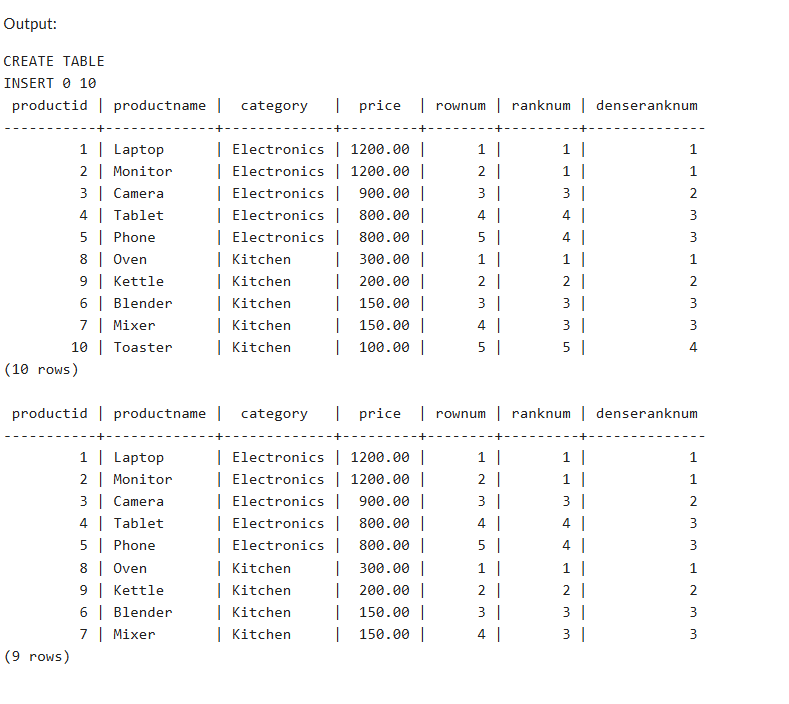 Output:
CREATE TABLE
INSERT 0 10
 productid | productname |  category   |  price  | rownum | ranknum | denseranknum
-----------+-------------+-------------+---------+--------+---------+--------------
         1 | Laptop      | Electronics | 1200.00 |      1 |       1 |            1
         2 | Monitor     | Electronics | 1200.00 |      2 |       1 |            1
         3 | Camera      | Electronics |  900.00 |      3 |       3 |            2
         4 | Tablet      | Electronics |  800.00 |      4 |       4 |            3
         5 | Phone       | Electronics |  800.00 |      5 |       4 |            3
         8 | Oven        | Kitchen     |  300.00 |      1 |       1 |            1
         9 | Kettle      | Kitchen     |  200.00 |      2 |       2 |            2
         6 | Blender     | Kitchen     |  150.00 |      3 |       3 |            3
         7 | Mixer       | Kitchen     |  150.00 |      4 |       3 |            3
        10 | Toaster     | Kitchen     |  100.00 |      5 |       5 |            4
(10 rows)
 productid | productname |  category   |  price  | rownum | ranknum | denseranknum
-----------+-------------+-------------+---------+--------+---------+--------------
         1 | Laptop      | Electronics | 1200.00 |      1 |       1 |            1
         2 | Monitor     | Electronics | 1200.00 |      2 |       1 |            1
         3 | Camera      | Electronics |  900.00 |      3 |       3 |            2
         4 | Tablet      | Electronics |  800.00 |      4 |       4 |            3
         5 | Phone       | Electronics |  800.00 |      5 |       4 |            3
         8 | Oven        | Kitchen     |  300.00 |      1 |       1 |            1
         9 | Kettle      | Kitchen     |  200.00 |      2 |       2 |            2
         6 | Blender     | Kitchen     |  150.00 |      3 |       3 |            3
         7 | Mixer       | Kitchen     |  150.00 |      4 |       3 |            3
(9 rows)